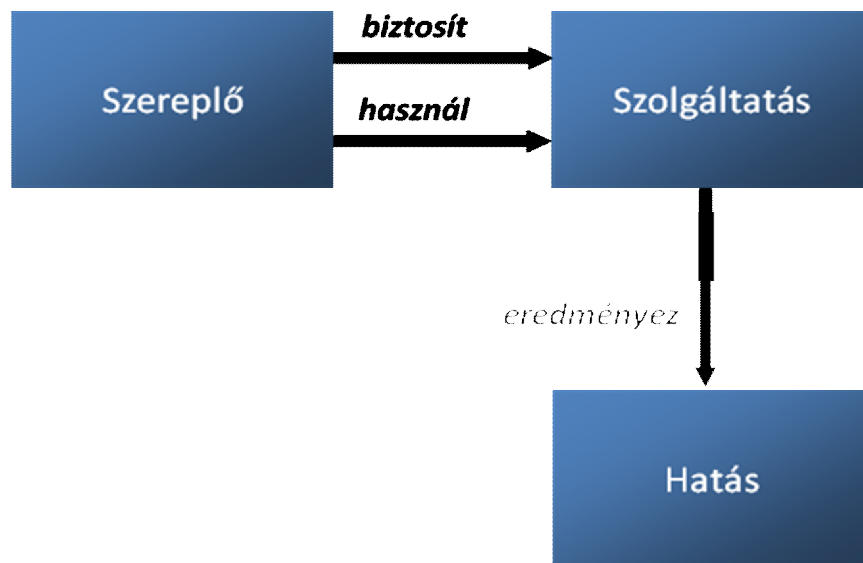 biztosít
Szereplő
Szolgáltatás
használ
eredményez
Hatás